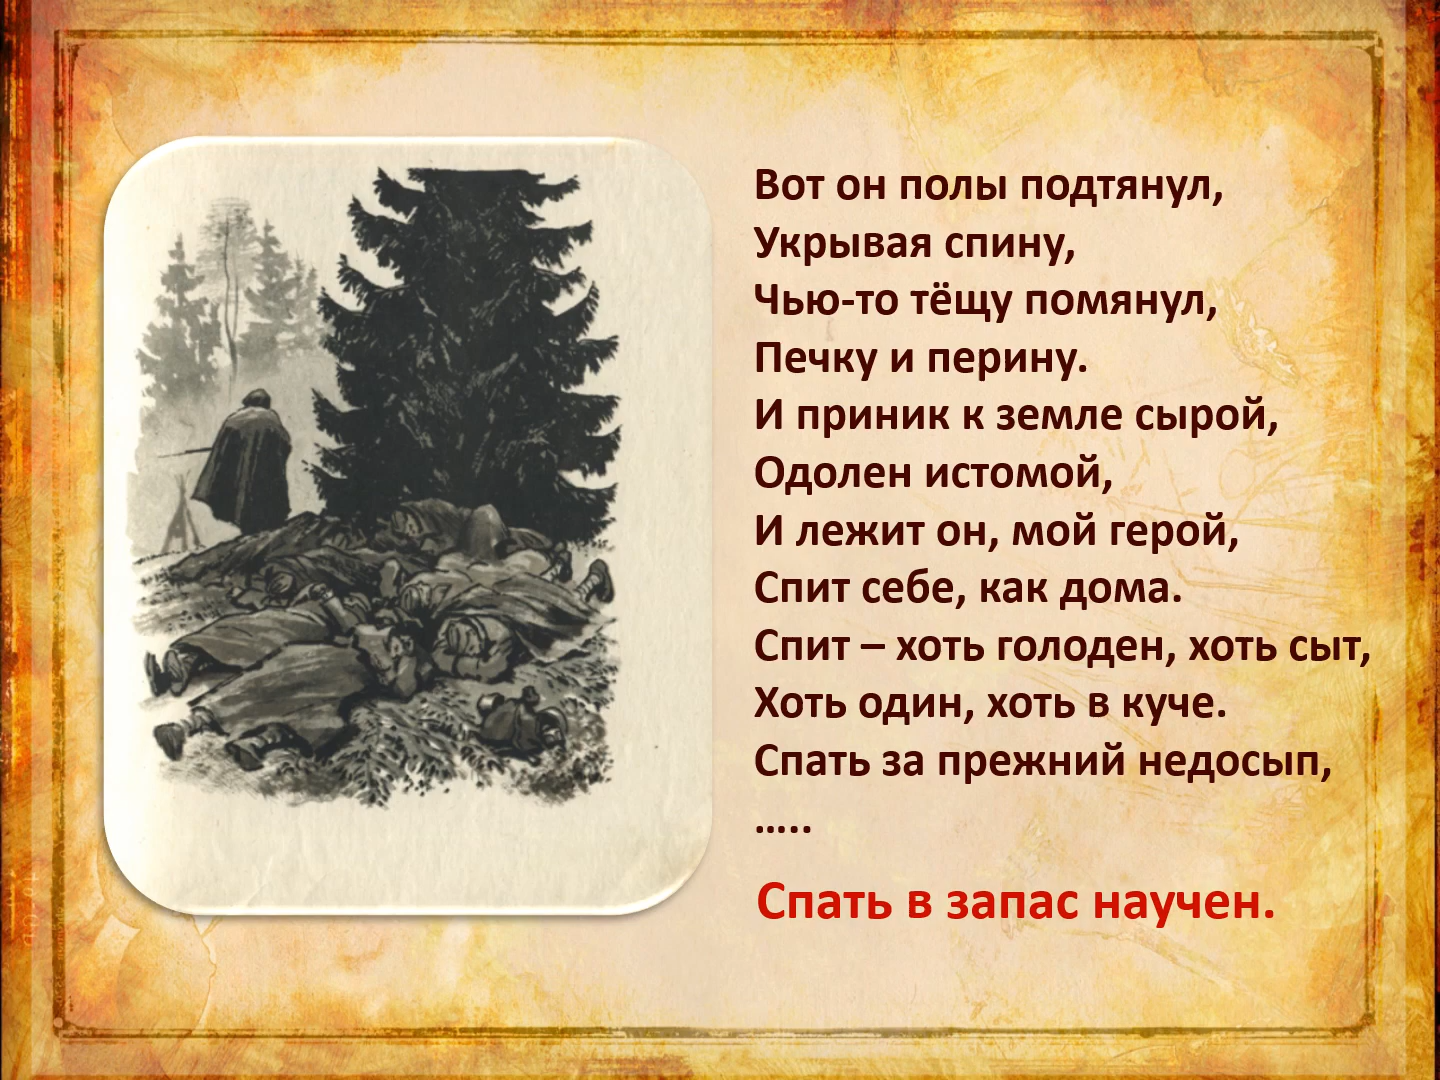 Вот он полы подтянул,
Укрывая спину,
Чью-то тёщу помянул,
Печку и перину.
И приник к земле сырой,
Одолен истомой,
И лежит он, мой герой,
Спит себе, как дома.
Спит – хоть голоден, хоть сыт,
Хоть один, хоть в куче.
Спать за прежний недосып,
…..
Спать в запас научен.